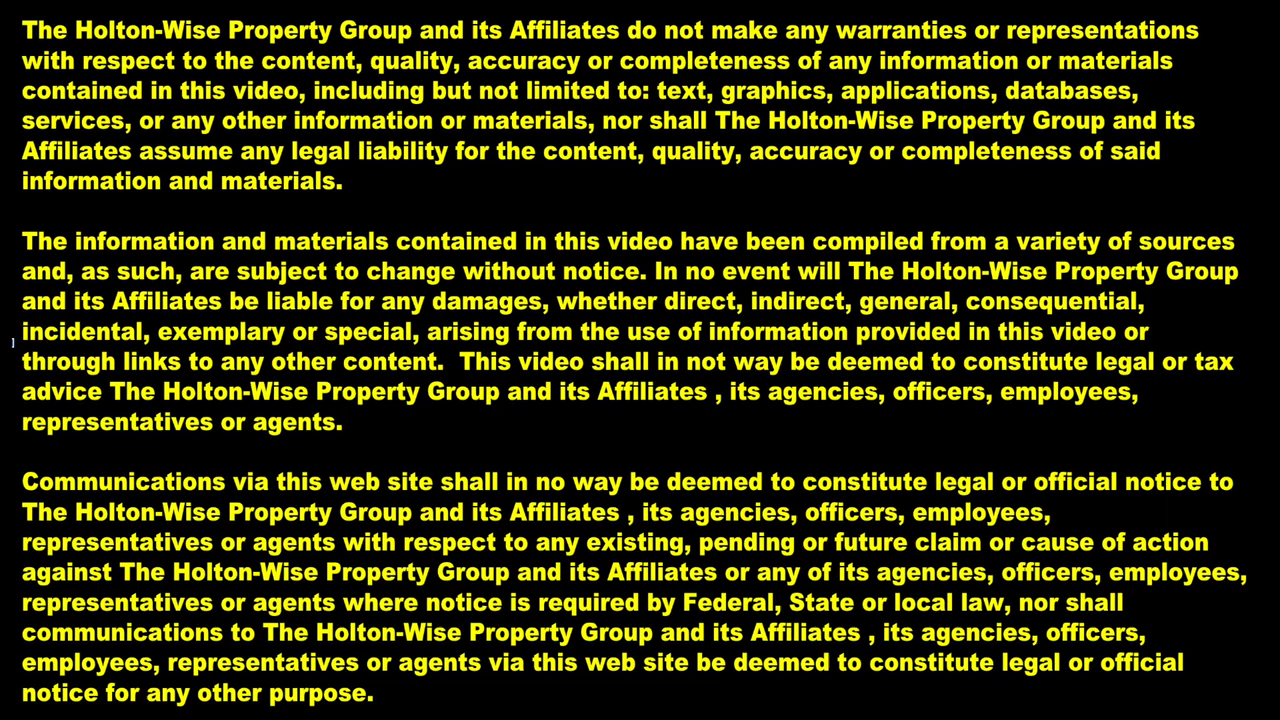 The Holton-Wise Property Group and its Affiliates do not make any warranties or representations
with respect to the content, quality, accuracy or completeness of any information or materials
contained in this video, including but not limited to: text, graphics, applications, databases,
services, or any other information or materials, nor shall The Holton-Wise Property Group and its
Affiliates assume any legal liability for the content, quality, accuracy or completeness of said
information and materials.
The information and materials contained in this video have been compiled from a variety of sources
and, as such, are subject to change without notice. In no event will The Holton-Wise Property Group
and its Affiliates be liable for any damages, whether direct, indirect, general, consequential,
incidental, exemplary or special, arising from the use of information provided in this video or
through links to any other content.  This video shall in not way be deemed to constitute legal or tax
advice The Holton-Wise Property Group and its Affiliates , its agencies, officers, employees,
representatives or agents.
Communications via this web site shall in no way be deemed to constitute legal or official notice to
The Holton-Wise Property Group and its Affiliates , its agencies, officers, employees,
representatives or agents with respect to any existing, pending or future claim or cause of action
against The Holton-Wise Property Group and its Affiliates or any of its agencies, officers, employees,
representatives or agents where notice is required by Federal, State or local law, nor shall
communications to The Holton-Wise Property Group and its Affiliates , its agencies, officers,
employees, representatives or agents via this web site be deemed to constitute legal or official
notice for any other purpose.